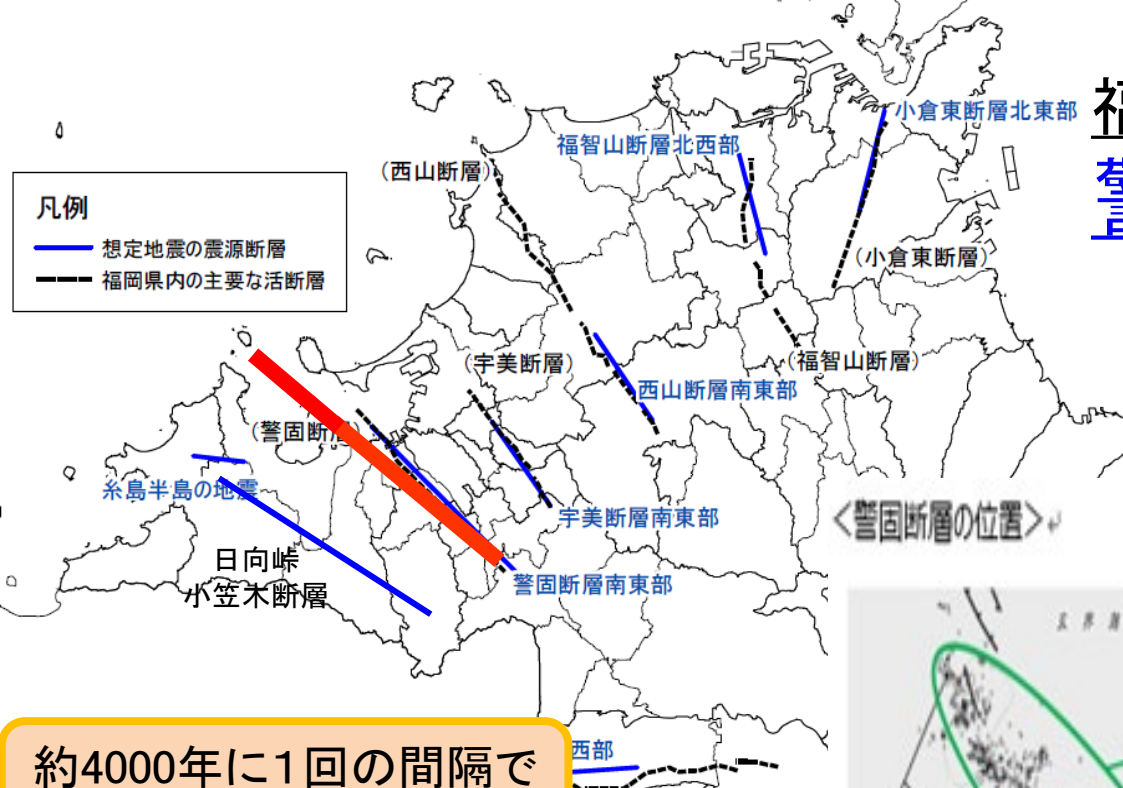 小倉東断層北東部
福
警
福智山断層北西部
(西山断層)
凡例
想定地震の震源断層
福岡県内の主要な活断層
(小倉東断層)
(宇美断層)
(福智山断層)
西山断層南東部
(警固断層)
糸島半島の地震
宇美断層南東部
<警固断層の位置>
日向峠
小笠木断層
警固断層南東部
玄界灘
約4000年に1回の間隔で
西部